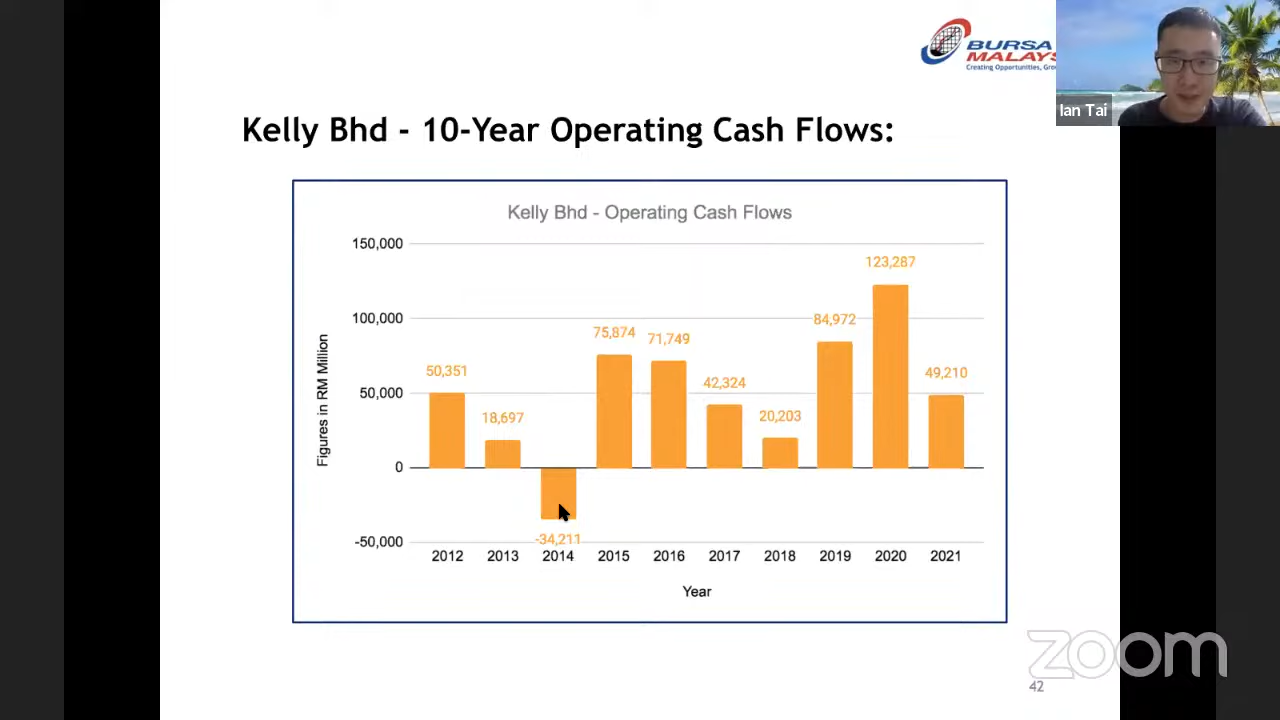 BURSA
MALAYS
Creating Opportunities, Gro
Ian Tai
Kelly Bhd - 10-Year Operating Cash Flows:
Kelly Bhd - Operating Cash Flows
Figures in RM Million
150,000
100,000
50,000
0
-50,000
50,351
18,697
-34,211
75,874
71,749
42,324
20,203
84,972
123,287
49,210
2012 2013 2014 2015 2016 2017 2018 2019 2020 2021
Year
zoom
42